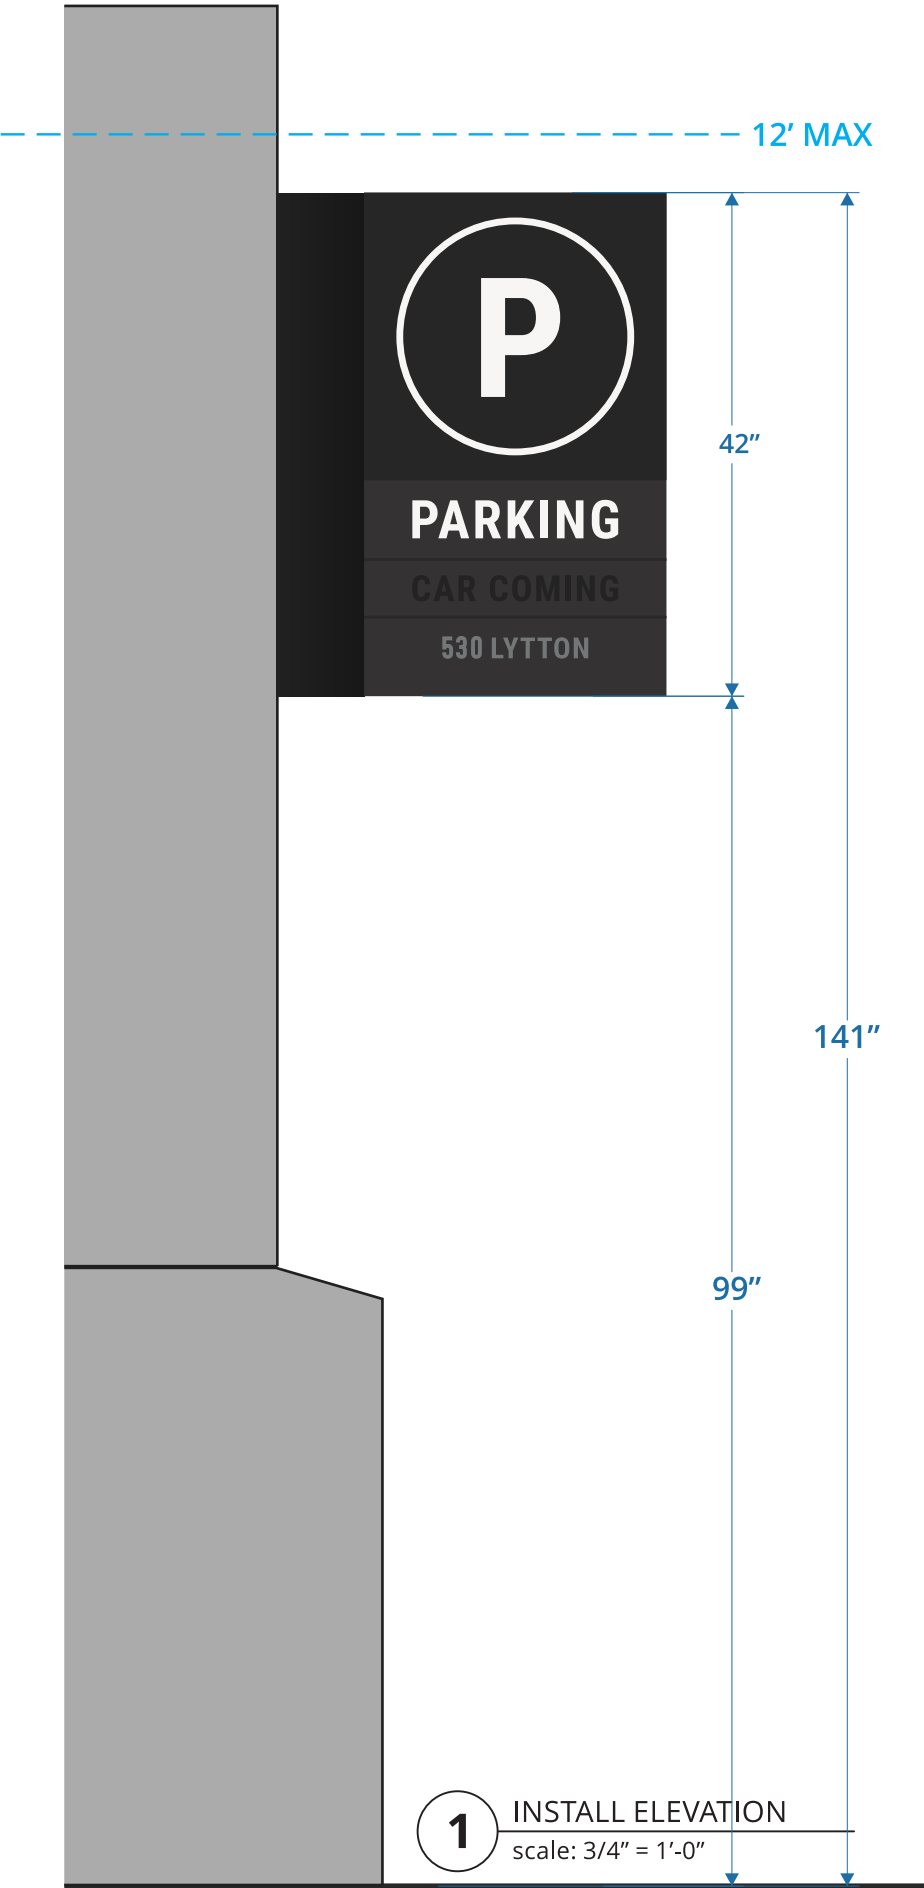 12’ MAX
P
42”
PARKING
CAR COMING
530 LYTTON
141”
99”
1
INSTALL ELEVATION
scale: 3/4” = 1’-0”